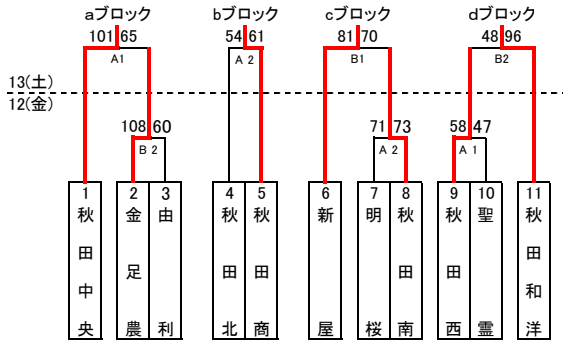 aブロック bブロック cブロック dブロック
101 65 54 61 81 70 48 96
A1 A 2 B1 B2
13(土)
12(金)
108 60 71 73 58 47
B 2 A 2 A 1
1 2 3 4 5 6 7 8 9 10 11
秋田中央
金足農
由利
秋田北
秋田商
新屋
明桜
秋田南
秋田西
聖霊
秋田和洋